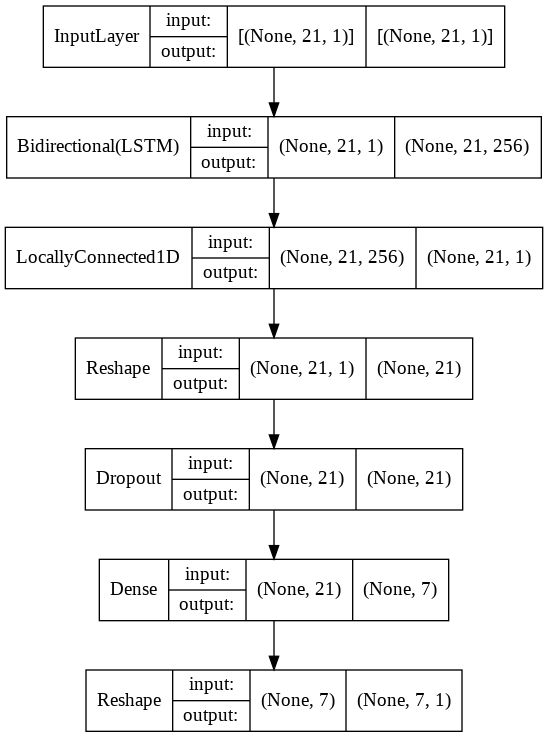 InputLayer input: output: [(None, 21, 1)] [(None, 21, 1)]
Bidirectional(LSTM) input: output: (None, 21, 1) (None, 21, 256)
LocallyConnected1D input: output: (None, 21, 256) (None, 21, 1)
Reshape input: output: (None, 21, 1) (None, 21)
Dropout input: output: (None, 21) (None, 21)
Dense input: output: (None, 21) (None, 7)
Reshape input: output: (None, 7) (None, 7, 1)